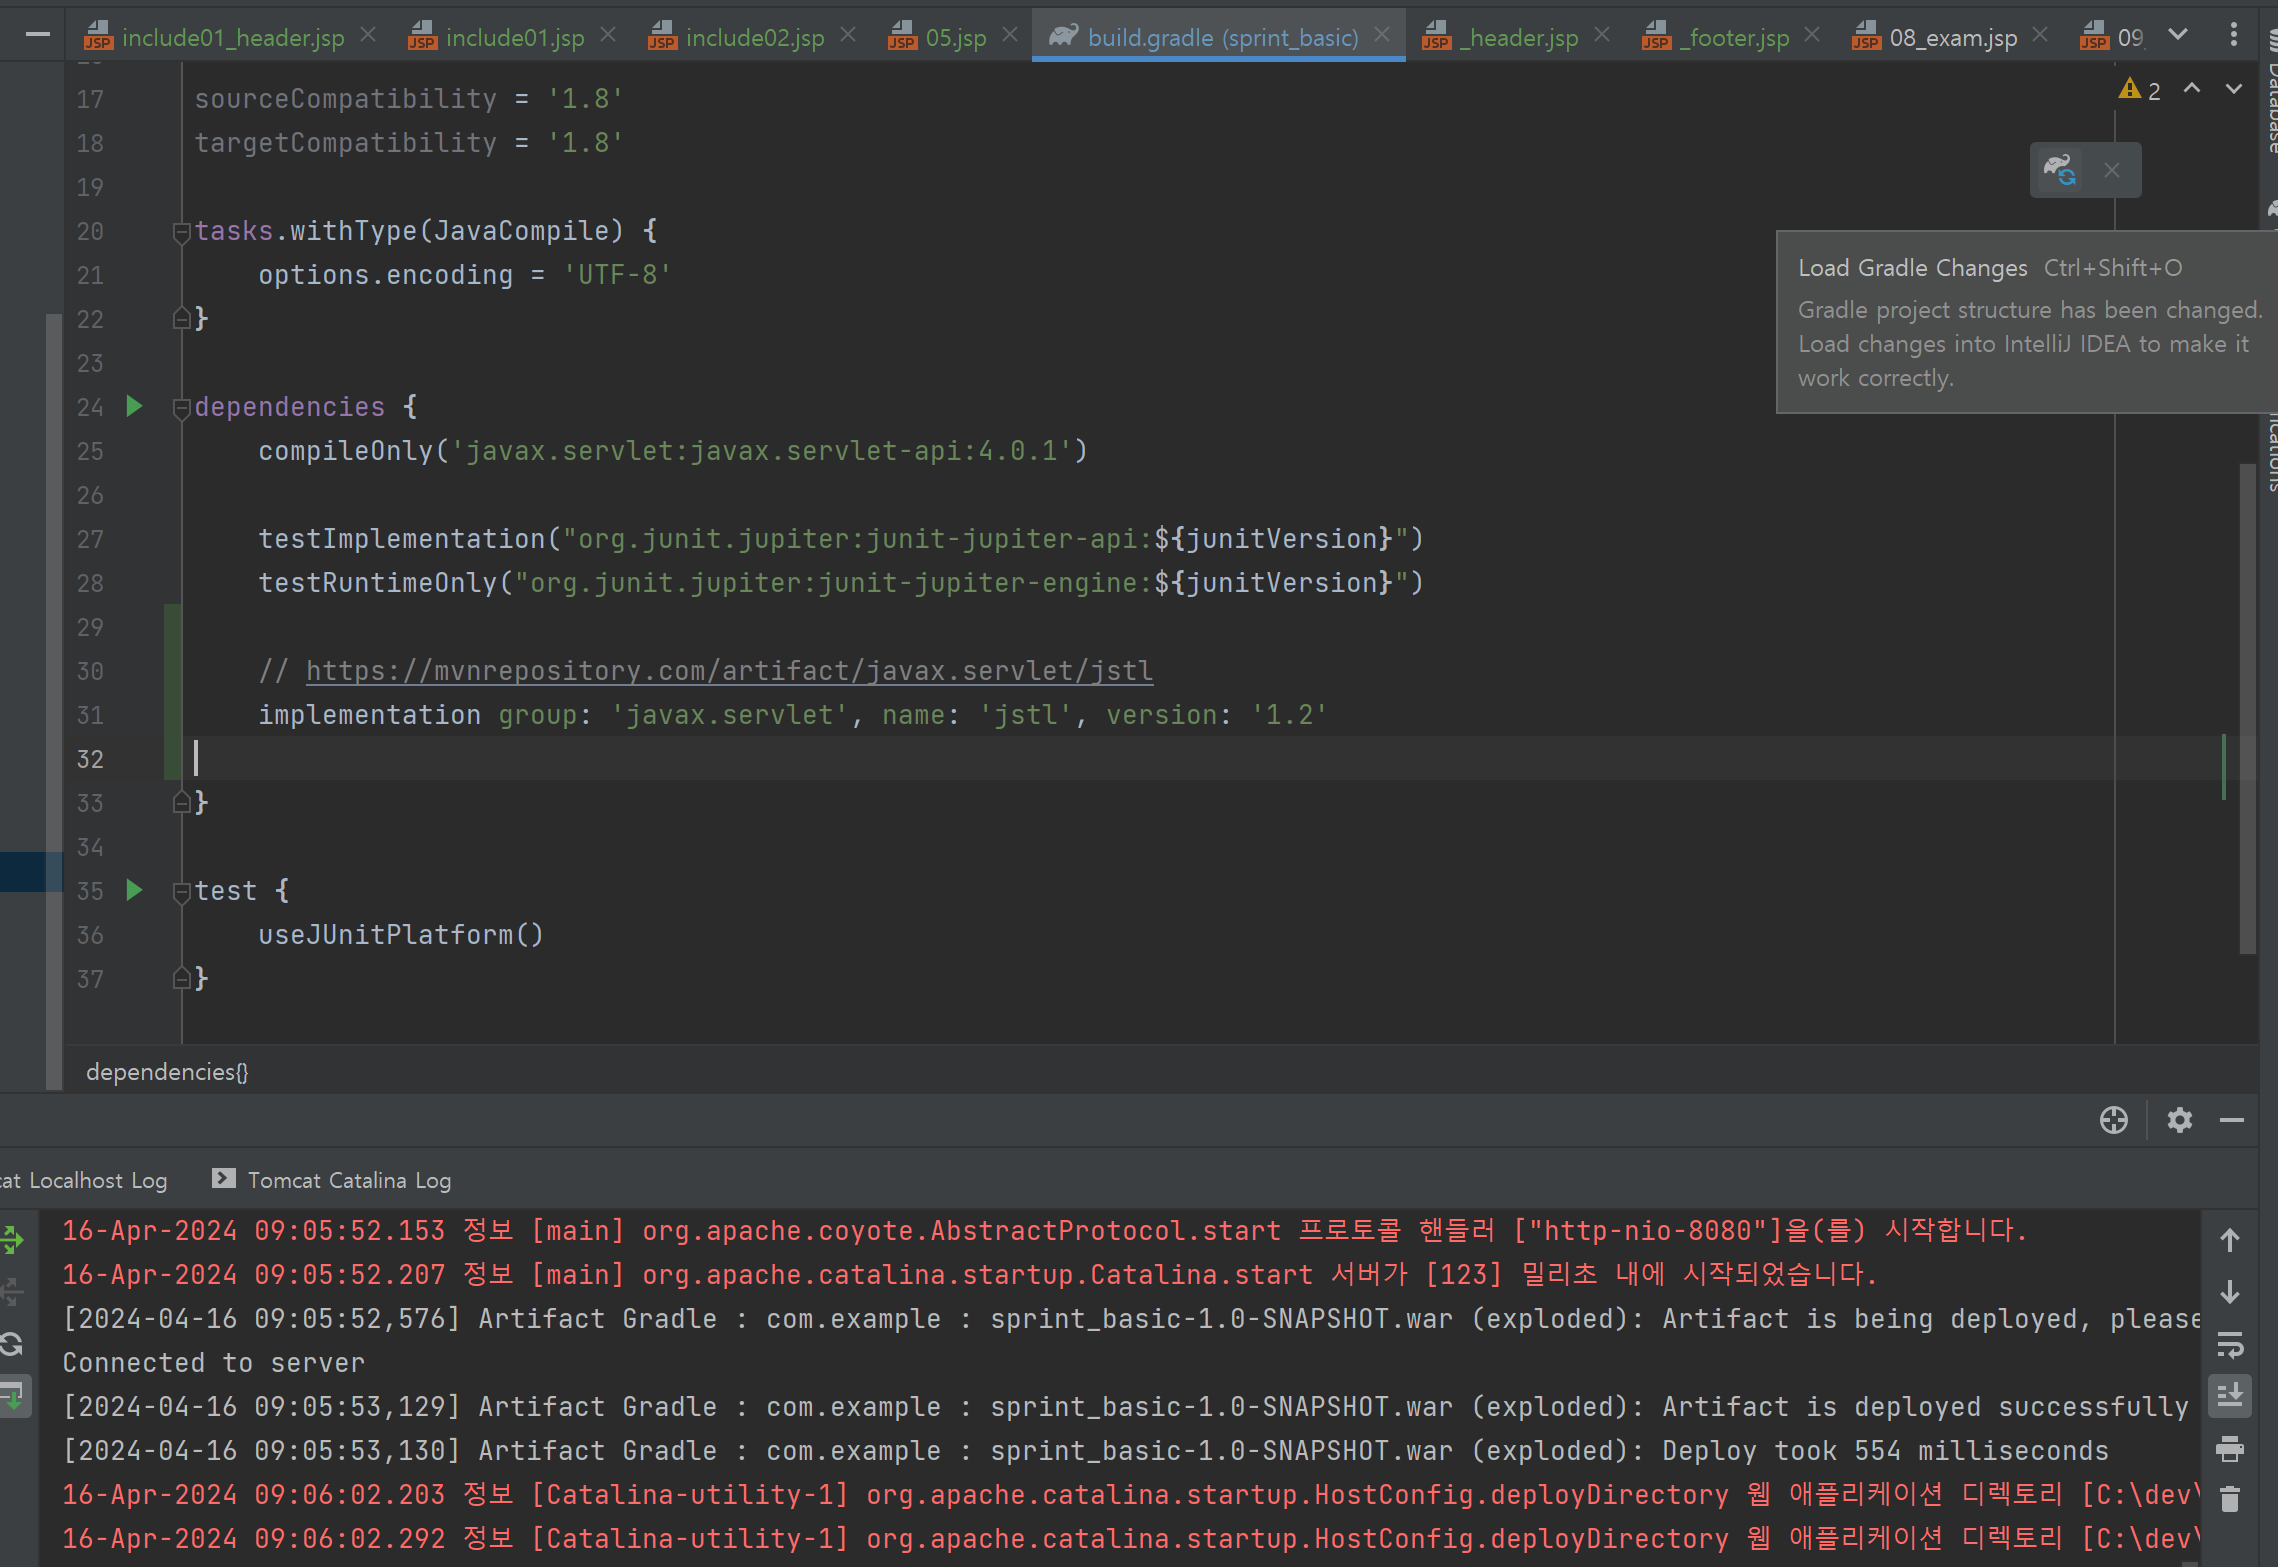 include01_header.jsp include01.jsp include02.jsp 05.jsp build.gradle (sprint_basic) _header.jsp _footer.jsp 08_exam.jsp 09
Database
2
17 sourceCompatibility = '1.8'
18 targetCompatibility = '1.8'
19
20 tasks.withType(JavaCompile) {
21 options.encoding = 'UTF-8'
22 }
23
24 dependencies {
25 compileOnly('javax.servlet:javax.servlet-api:4.0.1')
26
27 testImplementation("org.junit.jupiter:junit-jupiter-api:${junitVersion}")
28 testRuntimeOnly("org.junit.jupiter:junit-jupiter-engine:${junitVersion}")
29
30 // https://mvnrepository.com/artifact/javax.servlet/jstl
31 implementation group: 'javax.servlet', name: 'jstl', version: '1.2'
32
33 }
34
35 test {
36 useJUnitPlatform()
37 }
Load Gradle Changes Ctrl+Shift+O
Gradle project structure has been changed.
Load changes into IntelliJ IDEA to make it
work correctly.
dependencies{}
cat Localhost Log Tomcat Catalina Log
16-Apr-2024 09:05:52.153 정보 [main] org.apache.coyote.AbstractProtocol.start 프로토콜 핸들러 ["http-nio-8080"]을(를) 시작합니다.
16-Apr-2024 09:05:52.207 정보 [main] org.apache.catalina.startup.Catalina.start 서버가 [123] 밀리초 내에 시작되었습니다.
[2024-04-16 09:05:52,576] Artifact Gradle : com.example : sprint_basic-1.0-SNAPSHOT.war (exploded): Artifact is being deployed, please
Connected to server
[2024-04-16 09:05:53,129] Artifact Gradle : com.example : sprint_basic-1.0-SNAPSHOT.war (exploded): Artifact is deployed successfully
[2024-04-16 09:05:53,130] Artifact Gradle : com.example : sprint_basic-1.0-SNAPSHOT.war (exploded): Deploy took 554 milliseconds
16-Apr-2024 09:06:02.203 정보 [Catalina-utility-1] org.apache.catalina.startup.HostConfig.deployDirectory 웹 애플리케이션 디렉토리 [C:\dev\
16-Apr-2024 09:06:02.292 정보 [Catalina-utility-1] org.apache.catalina.startup.HostConfig.deployDirectory 웹 애플리케이션 디렉토리 [C:\dev\